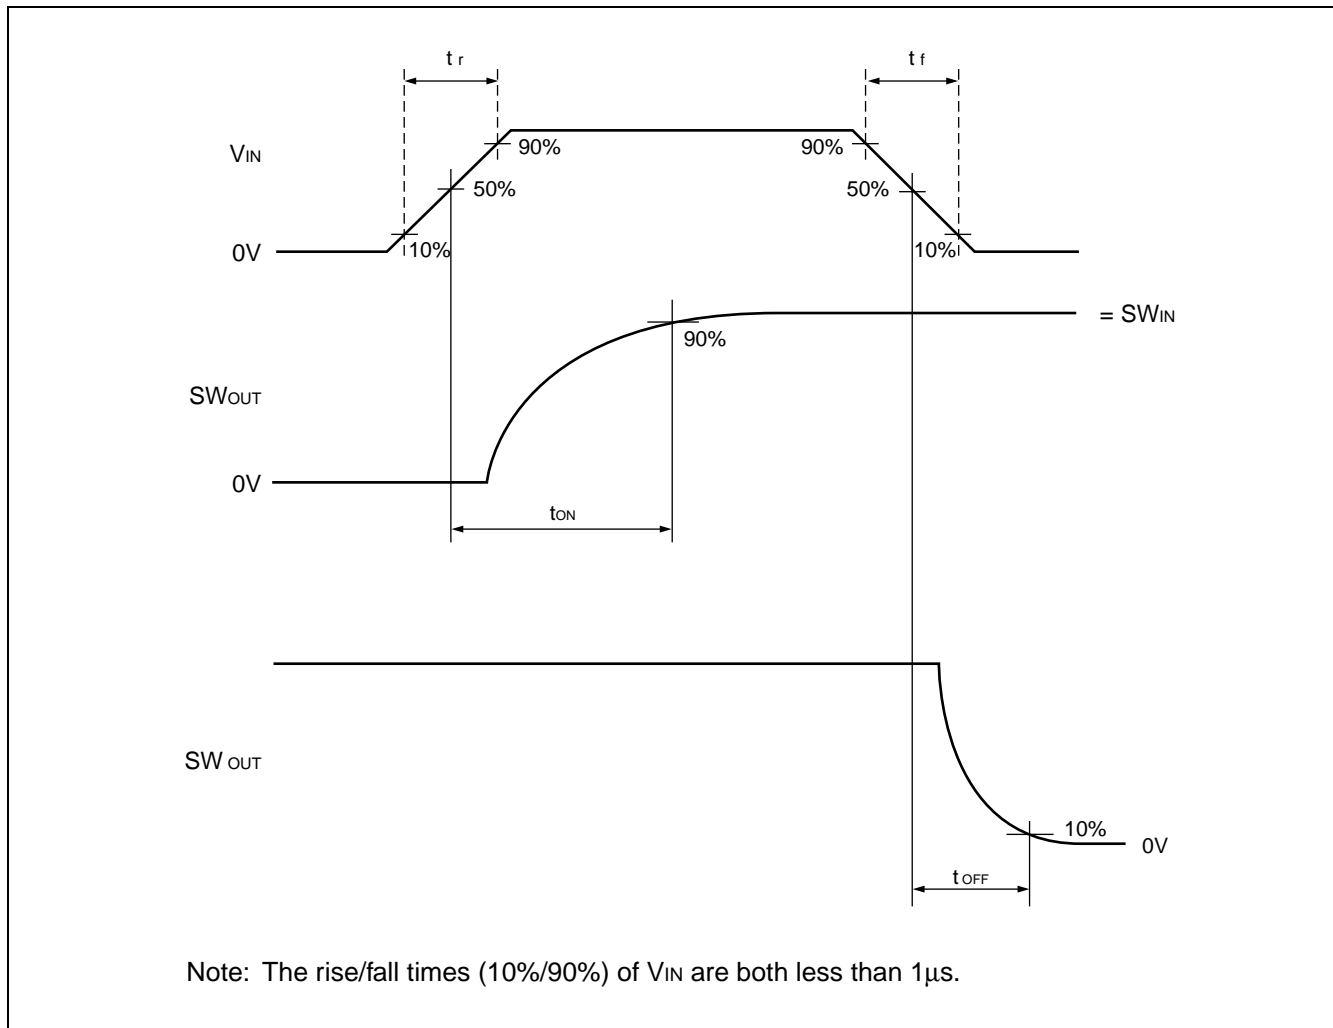 t r
t f
VIN
90%
90%
50%
50%
10%
10%
0V
= SWIN
90%
SWOUT
0V
tON
SW OUT
10%
0V
t OFF
Note: The rise/fall times (10%/90%) of VIN are both less than 1μs.